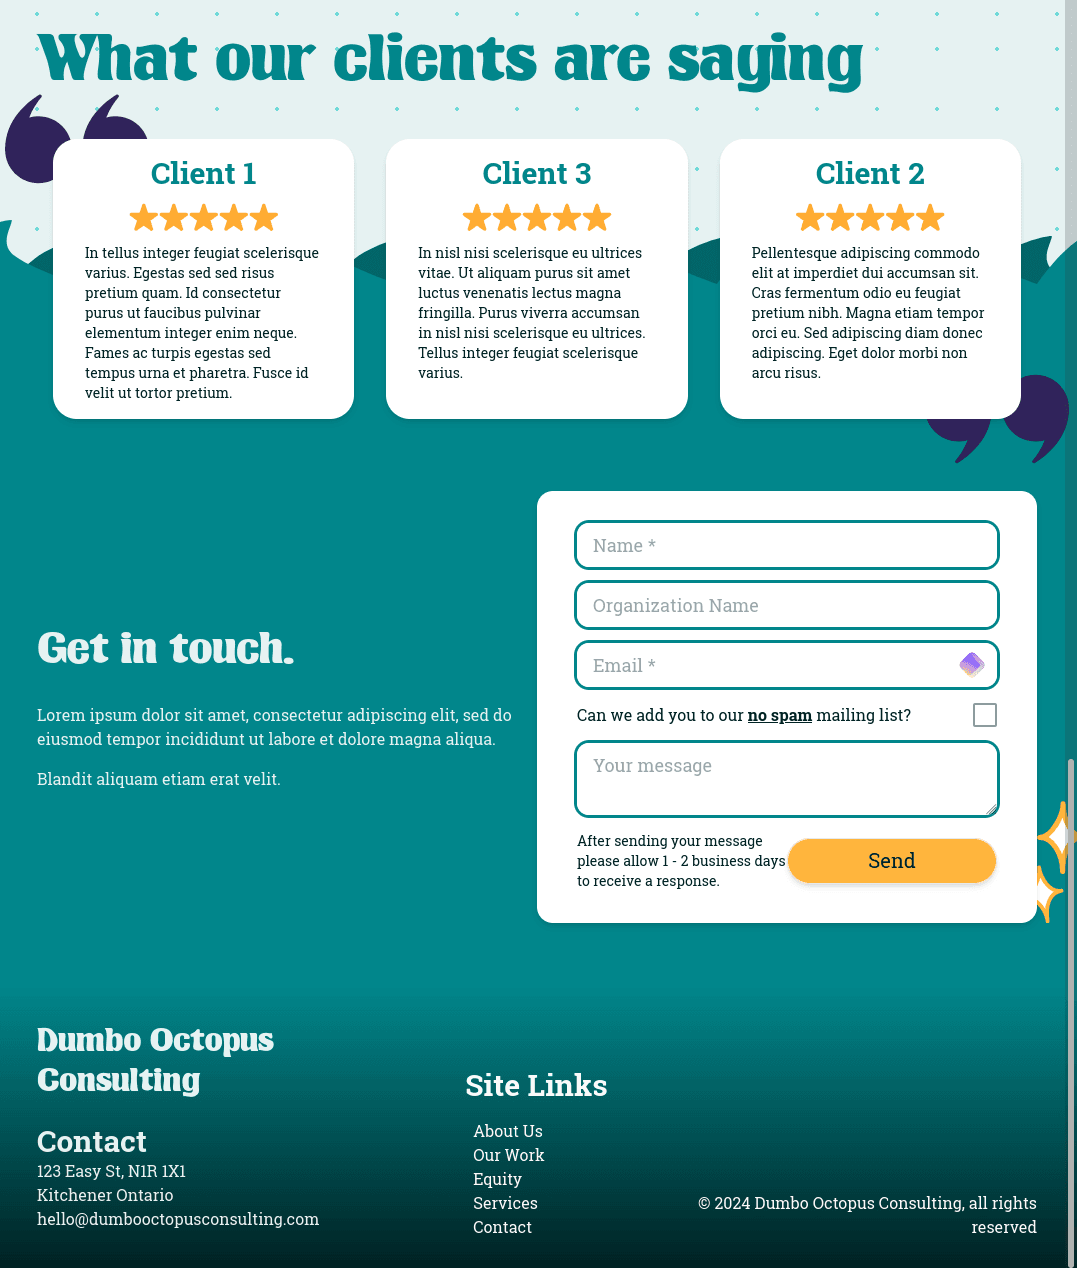 What our clients are saying
Client 1
In tellus integer feugiat scelerisque
varius. Egestas sed sed risus
pretium quam. Id consectetur
purus ut faucibus pulvinar
elementum integer enim neque.
Fames ac turpis egestas sed
tempus urna et pharetra. Fusce id
velit ut tortor pretium.
Client 3
In nisl nisi scelerisque eu ultrices
vitae. Ut aliquam purus sit amet
luctus venenatis lectus magna
fringilla. Purus viverra accumsan
in nisl nisi scelerisque eu ultrices.
Tellus integer feugiat scelerisque
varius.
Client 2
Pellentesque adipiscing commodo
elit at imperdiet dui accumsan sit.
Cras fermentum odio eu feugiat
pretium nibh. Magna etiam tempor
orci eu. Sed adipiscing diam donec
adipiscing. Eget dolor morbi non
arcu risus.
Get in touch.
Lorem ipsum dolor sit amet, consectetur adipiscing elit, sed do
eiusmod tempor incididunt ut labore et dolore magna aliqua.
Blandit aliquam etiam erat velit.
Name *
Organization Name
Email *
Can we add you to our no spam mailing list?
Your message
After sending your message
please allow 1 - 2 business days
to receive a response.
Send
Dumbo Octopus
Consulting
Contact
123 Easy St, N1R 1X1
Kitchener Ontario
hello@dumbooctopusconsulting.com
Site Links
About Us
Our Work
Equity
Services
Contact
© 2024 Dumbo Octopus Consulting, all rights
reserved